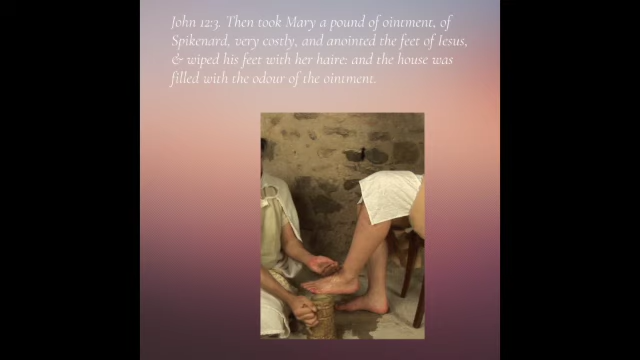 John 12:3. Then took Mary a pound of ointment, of
Spikenard, very costly, and anointed the feet of Iesus,
& wiped his feet with her haire: and the house was
filled with the odour of the ointment.